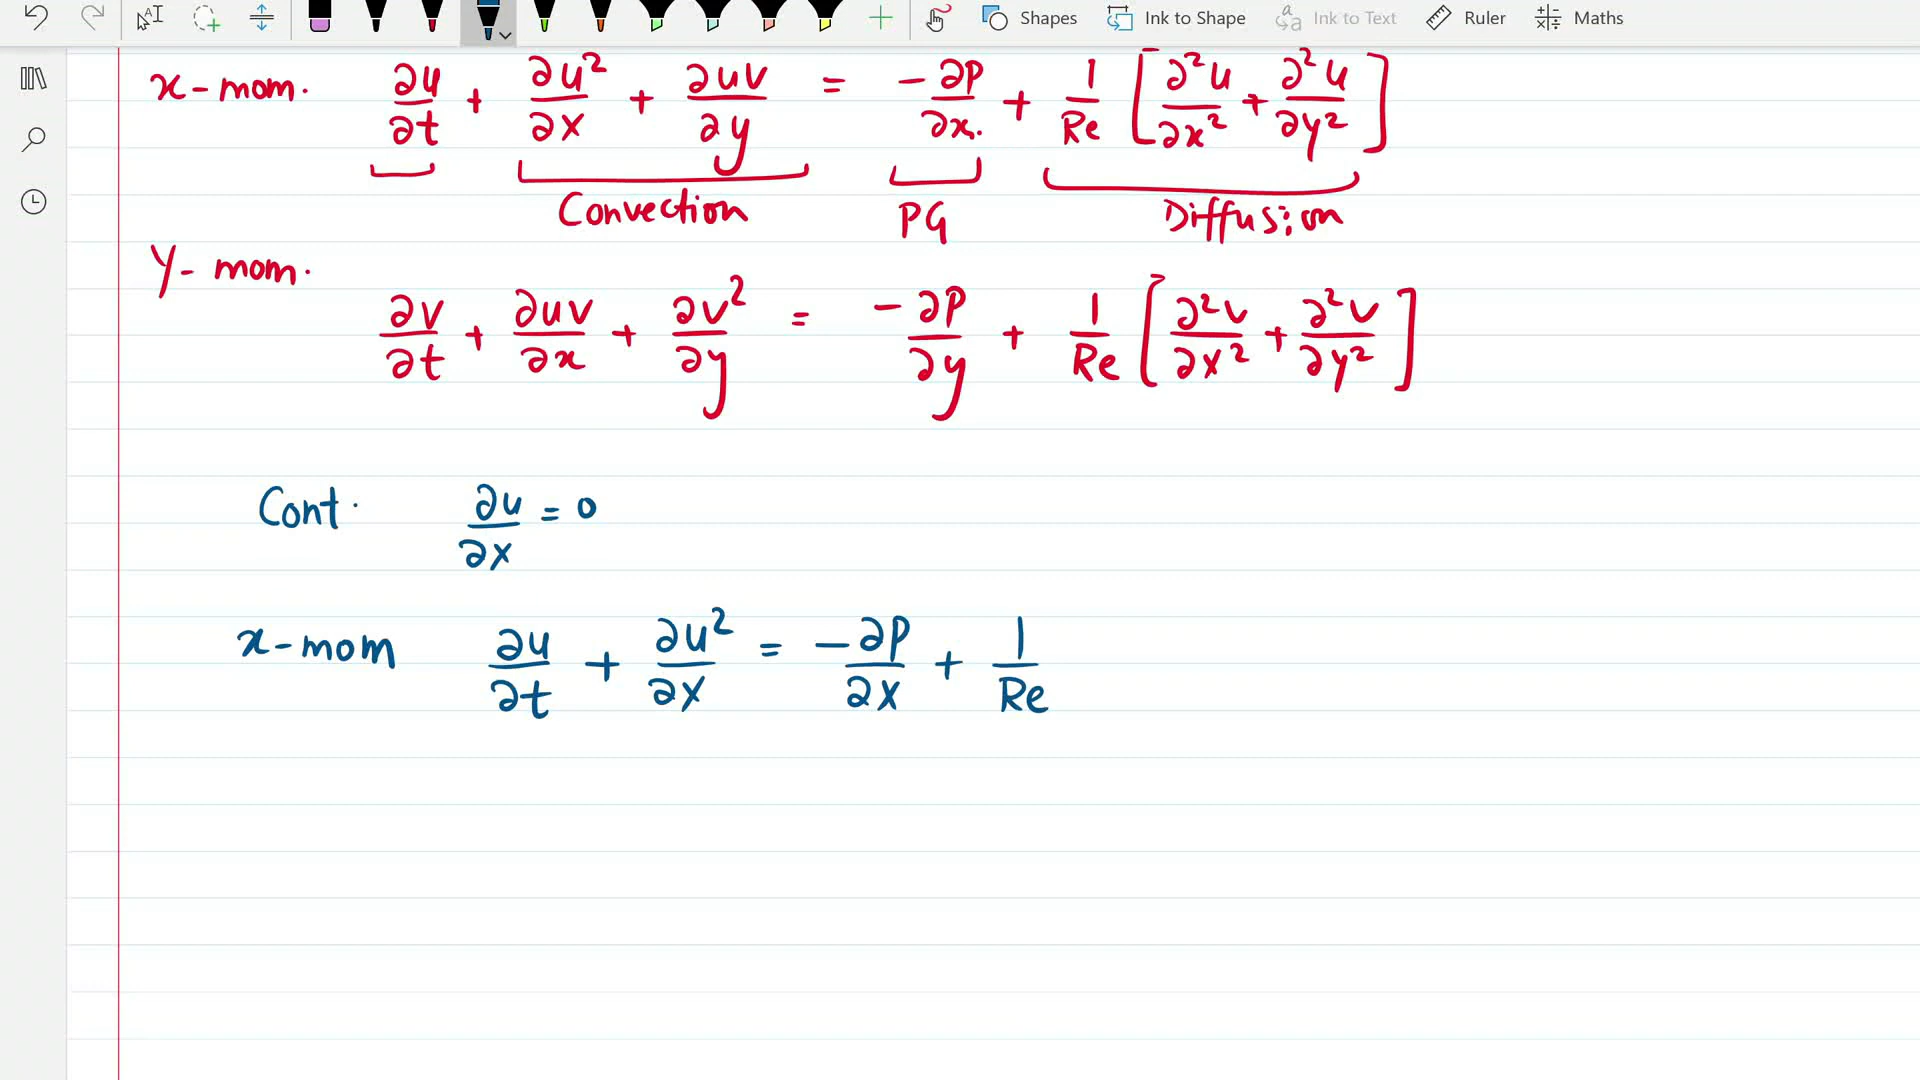 Shapes Ink to Shape Ink to Text Ruler Maths
x-mom. ∂u/∂t + ∂u²/∂x + ∂uv/∂y = -∂P/∂x + 1/Re [∂²u/∂x² + ∂²u/∂y²]
Convection PG Diffusion
Y-mom.
∂v/∂t + ∂uv/∂x + ∂v²/∂y = -∂P/∂y + 1/Re [∂²v/∂x² + ∂²v/∂y²]
Cont. ∂u/∂x = 0
x-mom ∂u/∂t + ∂u²/∂x = -∂P/∂x + 1/Re